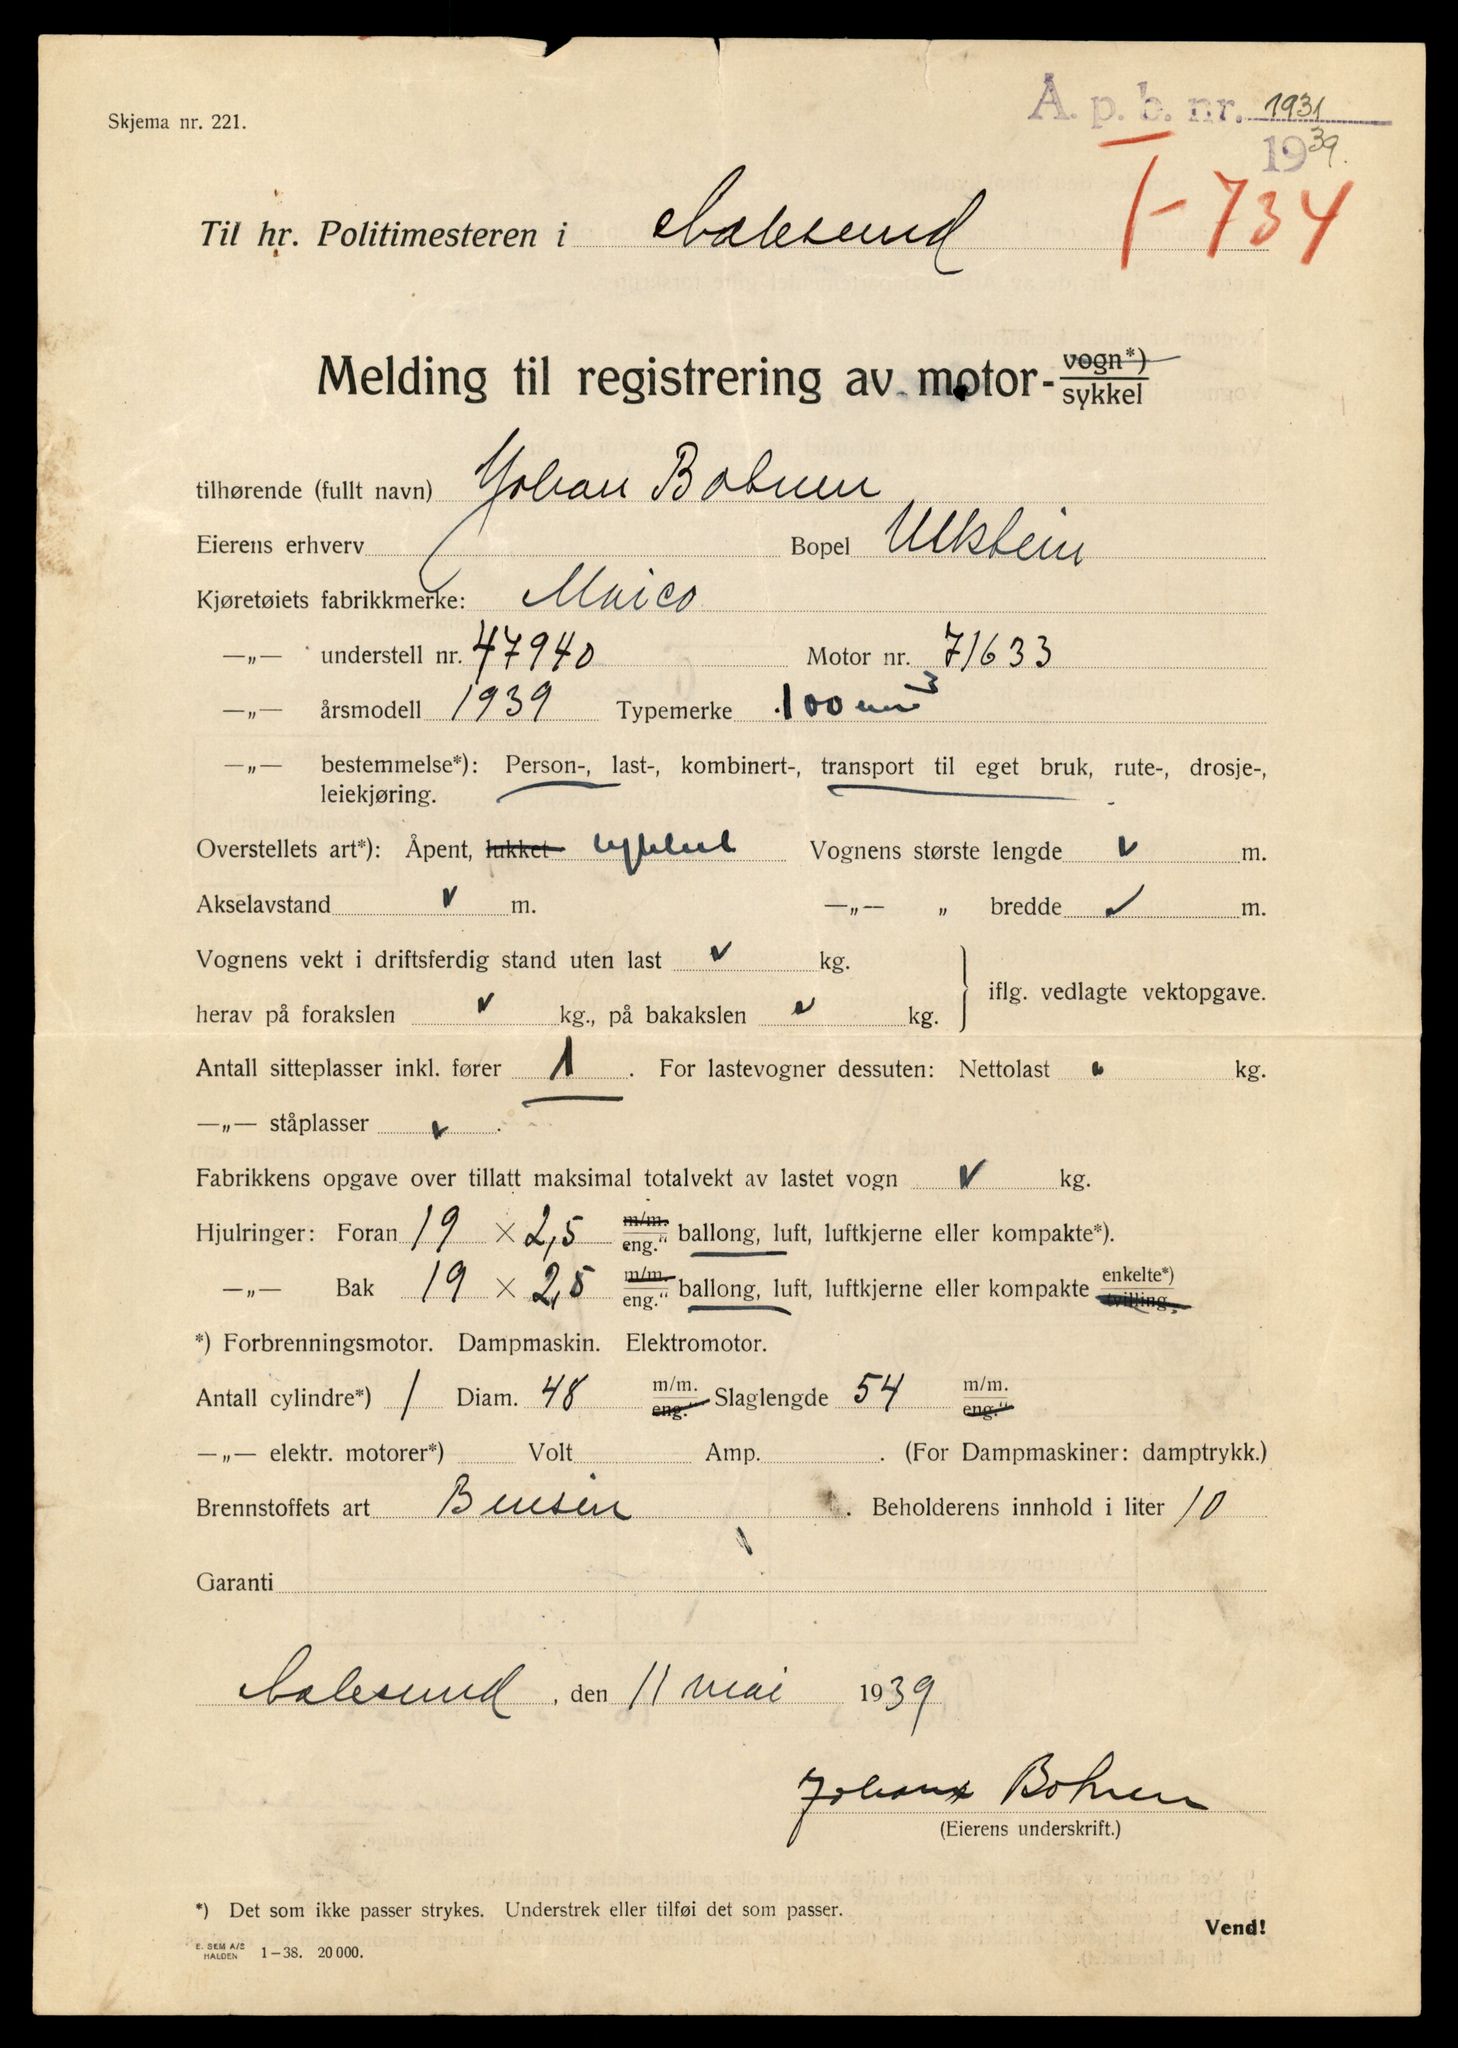 Skjema nr. 221.
Å. p. b. nr. 1931
1939.
T-734
Til hr. Politimesteren i Aalesund
Melding til registrering av motor- vogn*)
sykkel
tilhørende (fullt navn) Johan Bohnen
Eierens erhverv Bopel Ulstein
Kjøretøiets fabrikkmerke: Maico
—„— understell nr. 47940 Motor nr. 71633
—„— årsmodell 1939 Typemerke 100 cm3
—„— bestemmelse*): Person-, last-, kombinert-, transport til eget bruk, rute-, drosje-,
leiekjøring.
Overstellets art*): Åpent, lukket Vognens største lengde v m.
Akselavstand v m. —„— „ bredde v m.
Vognens vekt i driftsferdig stand uten last v kg.
herav på forakslen v kg., på bakakslen v kg. iflg. vedlagte vektopgave.
Antall sitteplasser inkl. fører 1. For lastevogner dessuten: Nettolast kg.
—„— ståplasser v.
Fabrikkens opgave over tillatt maksimal totalvekt av lastet vogn v kg.
Hjulringer: Foran 19 × 2,5 m/m. eng." ballong, luft, luftkjerne eller kompakte*).
—„— Bak 19 × 2,5 m/m. eng." ballong, luft, luftkjerne eller kompakte enkelte*) tvilling.
*) Forbrenningsmotor. Dampmaskin. Elektromotor.
Antall cylindre*) 1 Diam. 48 m/m. eng." Slaglengde 54 m/m. eng."
—„— elektr. motorer*) Volt Amp. . (For Dampmaskiner: damptrykk.)
Brennstoffets art Bensin . Beholderens innhold i liter 10
Garanti
Aalesund, den 11 mai 1939
Johan Bohnen
(Eierens underskrift.)
*) Det som ikke passer strykes. Understrek eller tilføi det som passer.
Vend!
E. SEM A/S
HALDEN 1–38. 20 000.